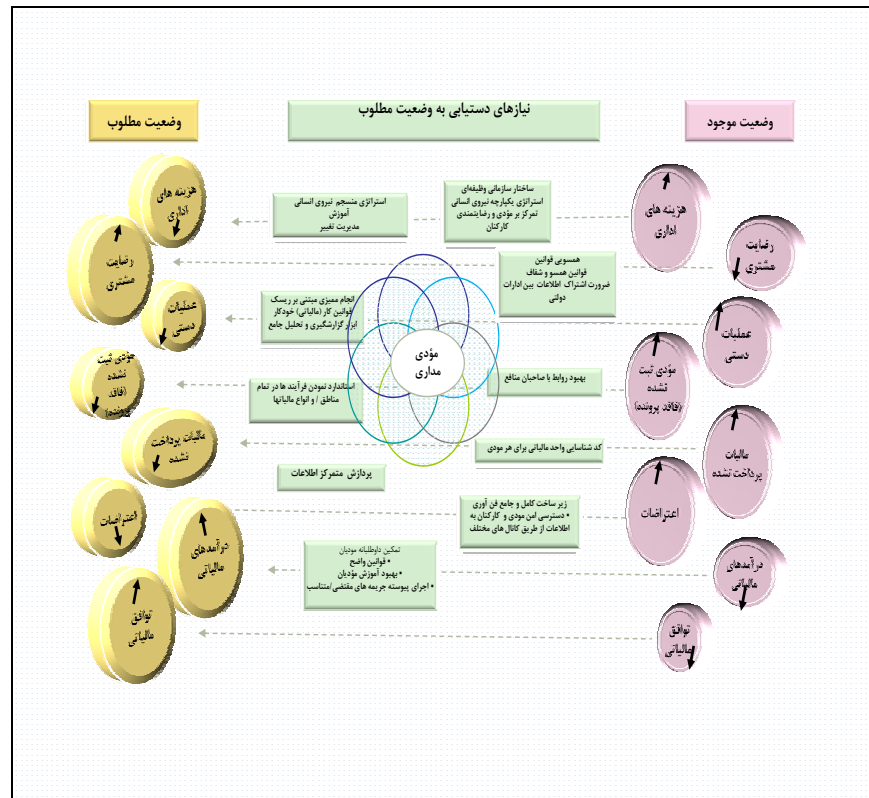 وضعیت موجود
نیازهای دستیابی به وضعیت مطلوب
وضعیت مطلوب
هزینه های
اداری
رضایت
مشتری
عملیات
دستی
مؤدی ثبت
نشده
(فاقد پرونده)
مالیات
پرداخت نشده
اعتراضات
درآمدهای
مالیاتی
توافق
مالیاتی
ساختار سازمانی وظیفه‌ای
استراتژی یکپارچه نیروی انسانی
تمرکز بر مؤدی و رضایتمندی
کارکنان
استراتژی منسجم نیروی انسانی
آموزش
مدیریت تغییر
همسویی قوانین
قوانین همسو و شفاف
ضرورت اشتراک اطلاعات بین ادارات
دولتی
انجام ممیزی مبتنی بر ریسک
قوانین کار (مالیاتی) خودکار
ابزار گزارشگیری و تحلیل جامع
مؤدی
مداری
بهبود روابط با صاحبان منافع
استاندارد نمودن فرآیند ها در تمام
مناطق / و انواع مالیاتها
کد شناسایی واحد مالیاتی برای هر مودی
پردازش متمرکز اطلاعات
زیر ساخت کامل و جامع فن آوری
• دسترسی امن مودی و کارکنان به
اطلاعات از طریق کانال های مختلف
تمکین داوطلبانه مودیان
• قوانین واضح
• بهبود آموزش مؤدیان
• اجرای پیوسته جریمه های مقتضی/متناسب
هزینه های
اداری
رضایت
مشتری
عملیات
دستی
مؤدی ثبت
نشده
(فاقد
پرونده)
مالیات پرداخت
نشده
اعتراضات
درآمدهای
مالیاتی
توافق
مالیاتی